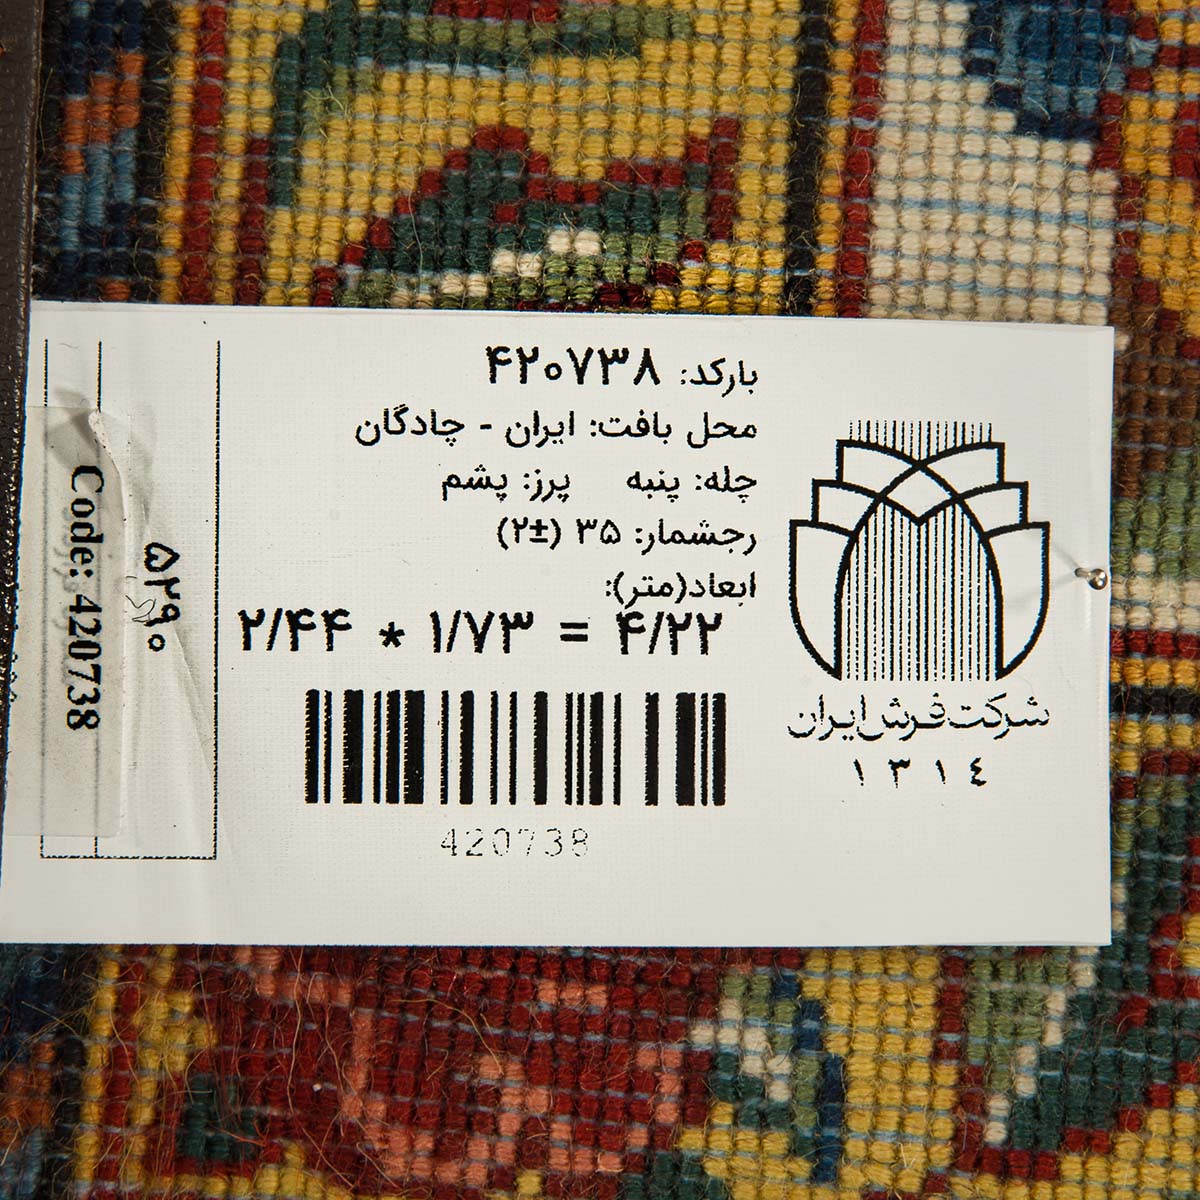 بارکد: ۴۲۰۷۳۸
محل بافت: ایران - چادگان
چله: پنبه پرز: پشم
رجشمار: ۳۵ (±۲)
ابعاد(متر):
۲/۴۴ * ۱/۷۳ = ۴/۲۲
420738
شرکت فرش ایران
۱۳۱٤
۵۲۹۰
Code: 420738